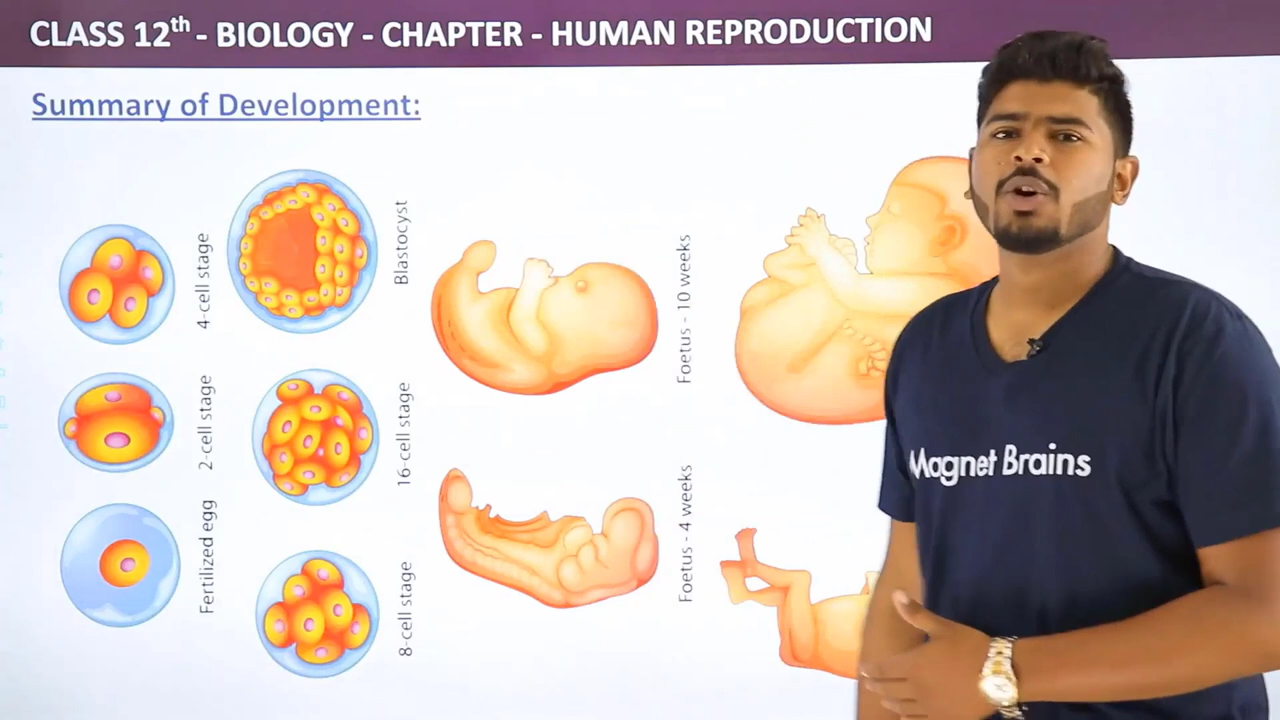 CLASS 12th - BIOLOGY - CHAPTER - HUMAN REPRODUCTION
Summary of Development:
4-cell stage
Blastocyst
Foetus - 10 weeks
2-cell stage
16-cell stage
Fertilized egg
8-cell stage
Foetus - 4 weeks
Magnet Brains